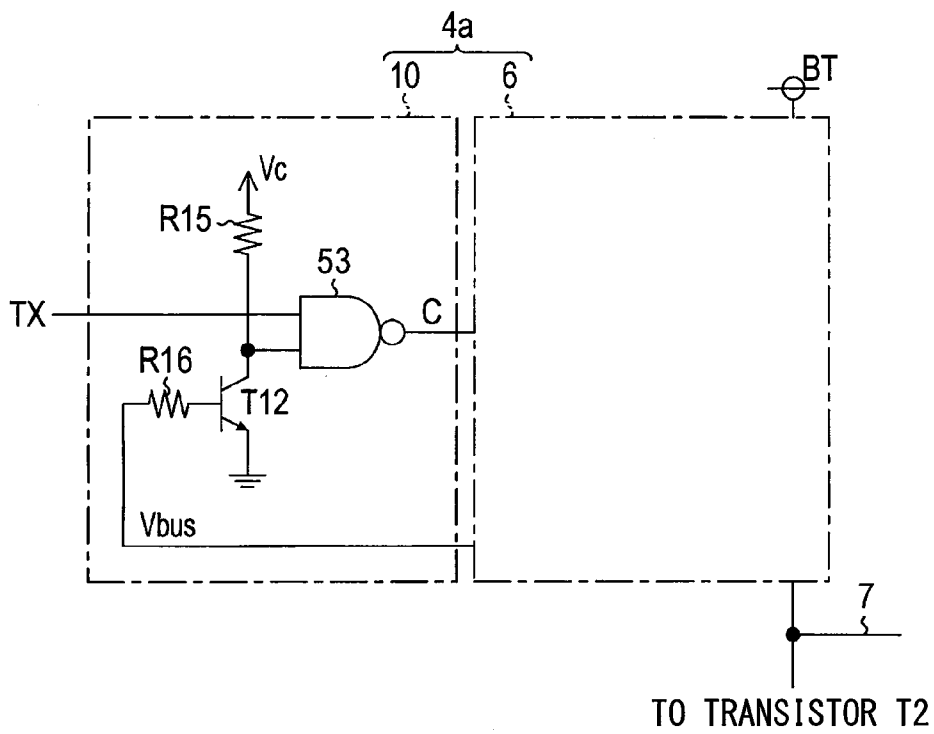 4a
10
6
BT
Vc
R15
53
TX
C
R16
T12
Vbus
7
TO TRANSISTOR T2